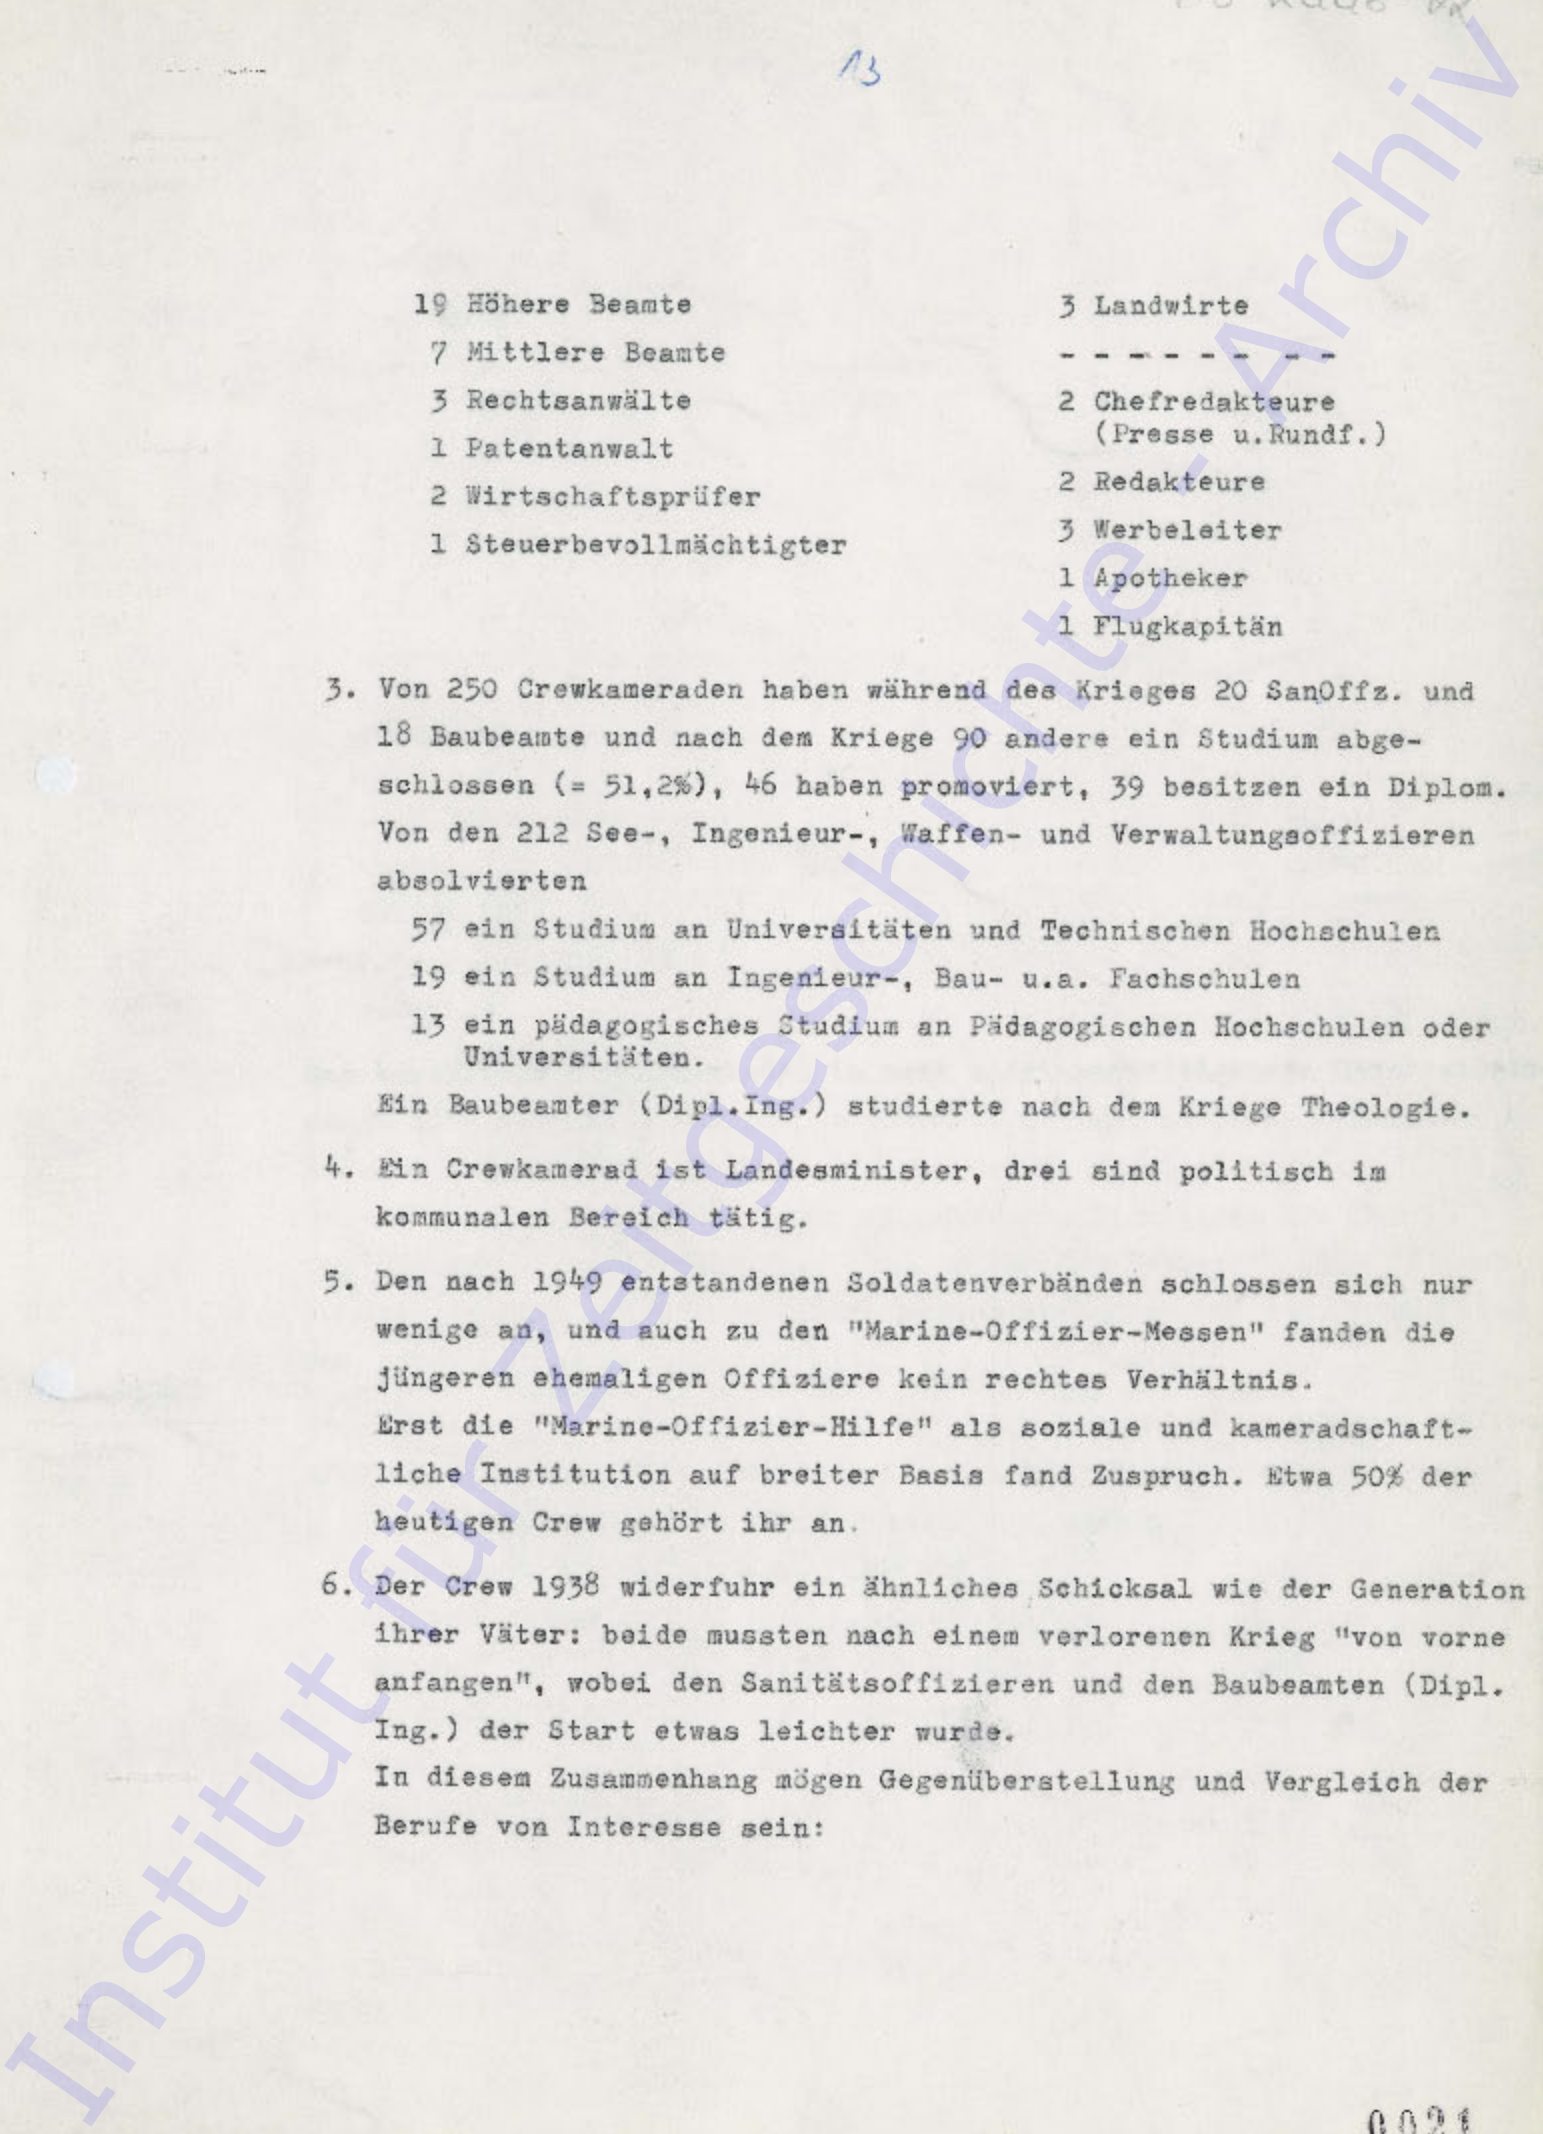 13
19 Höhere Beamte
7 Mittlere Beamte
3 Rechtsanwälte
1 Patentanwalt
2 Wirtschaftsprüfer
1 Steuerbevollmächtigter
3 Landwirte
- - - - - - - -
2 Chefredakteure
(Presse u.Rundf.)
2 Redakteure
3 Werbeleiter
1 Apotheker
1 Flugkapitän
3. Von 250 Crewkameraden haben während des Krieges 20 SanOffz. und
18 Baubeamte und nach dem Kriege 90 andere ein Studium abge-
schlossen (= 51,2%), 46 haben promoviert, 39 besitzen ein Diplom.
Von den 212 See-, Ingenieur-, Waffen- und Verwaltungsoffizieren
absolvierten
57 ein Studium an Universitäten und Technischen Hochschulen
19 ein Studium an Ingenieur-, Bau- u.a. Fachschulen
13 ein pädagogisches Studium an Pädagogischen Hochschulen oder
Universitäten.
Ein Baubeamter (Dipl.Ing.) studierte nach dem Kriege Theologie.
4. Ein Crewkamerad ist Landesminister, drei sind politisch im
kommunalen Bereich tätig.
5. Den nach 1949 entstandenen Soldatenverbänden schlossen sich nur
wenige an, und auch zu den "Marine-Offizier-Messen" fanden die
jüngeren ehemaligen Offiziere kein rechtes Verhältnis.
Erst die "Marine-Offizier-Hilfe" als soziale und kameradschaft-
liche Institution auf breiter Basis fand Zuspruch. Etwa 50% der
heutigen Crew gehört ihr an.
6. Der Crew 1938 widerfuhr ein ähnliches Schicksal wie der Generation
ihrer Väter: beide mussten nach einem verlorenen Krieg "von vorne
anfangen", wobei den Sanitätsoffizieren und den Baubeamten (Dipl.
Ing.) der Start etwas leichter wurde.
In diesem Zusammenhang mögen Gegenüberstellung und Vergleich der
Berufe von Interesse sein:
0021
Institut für Zeitgeschichte - Archiv